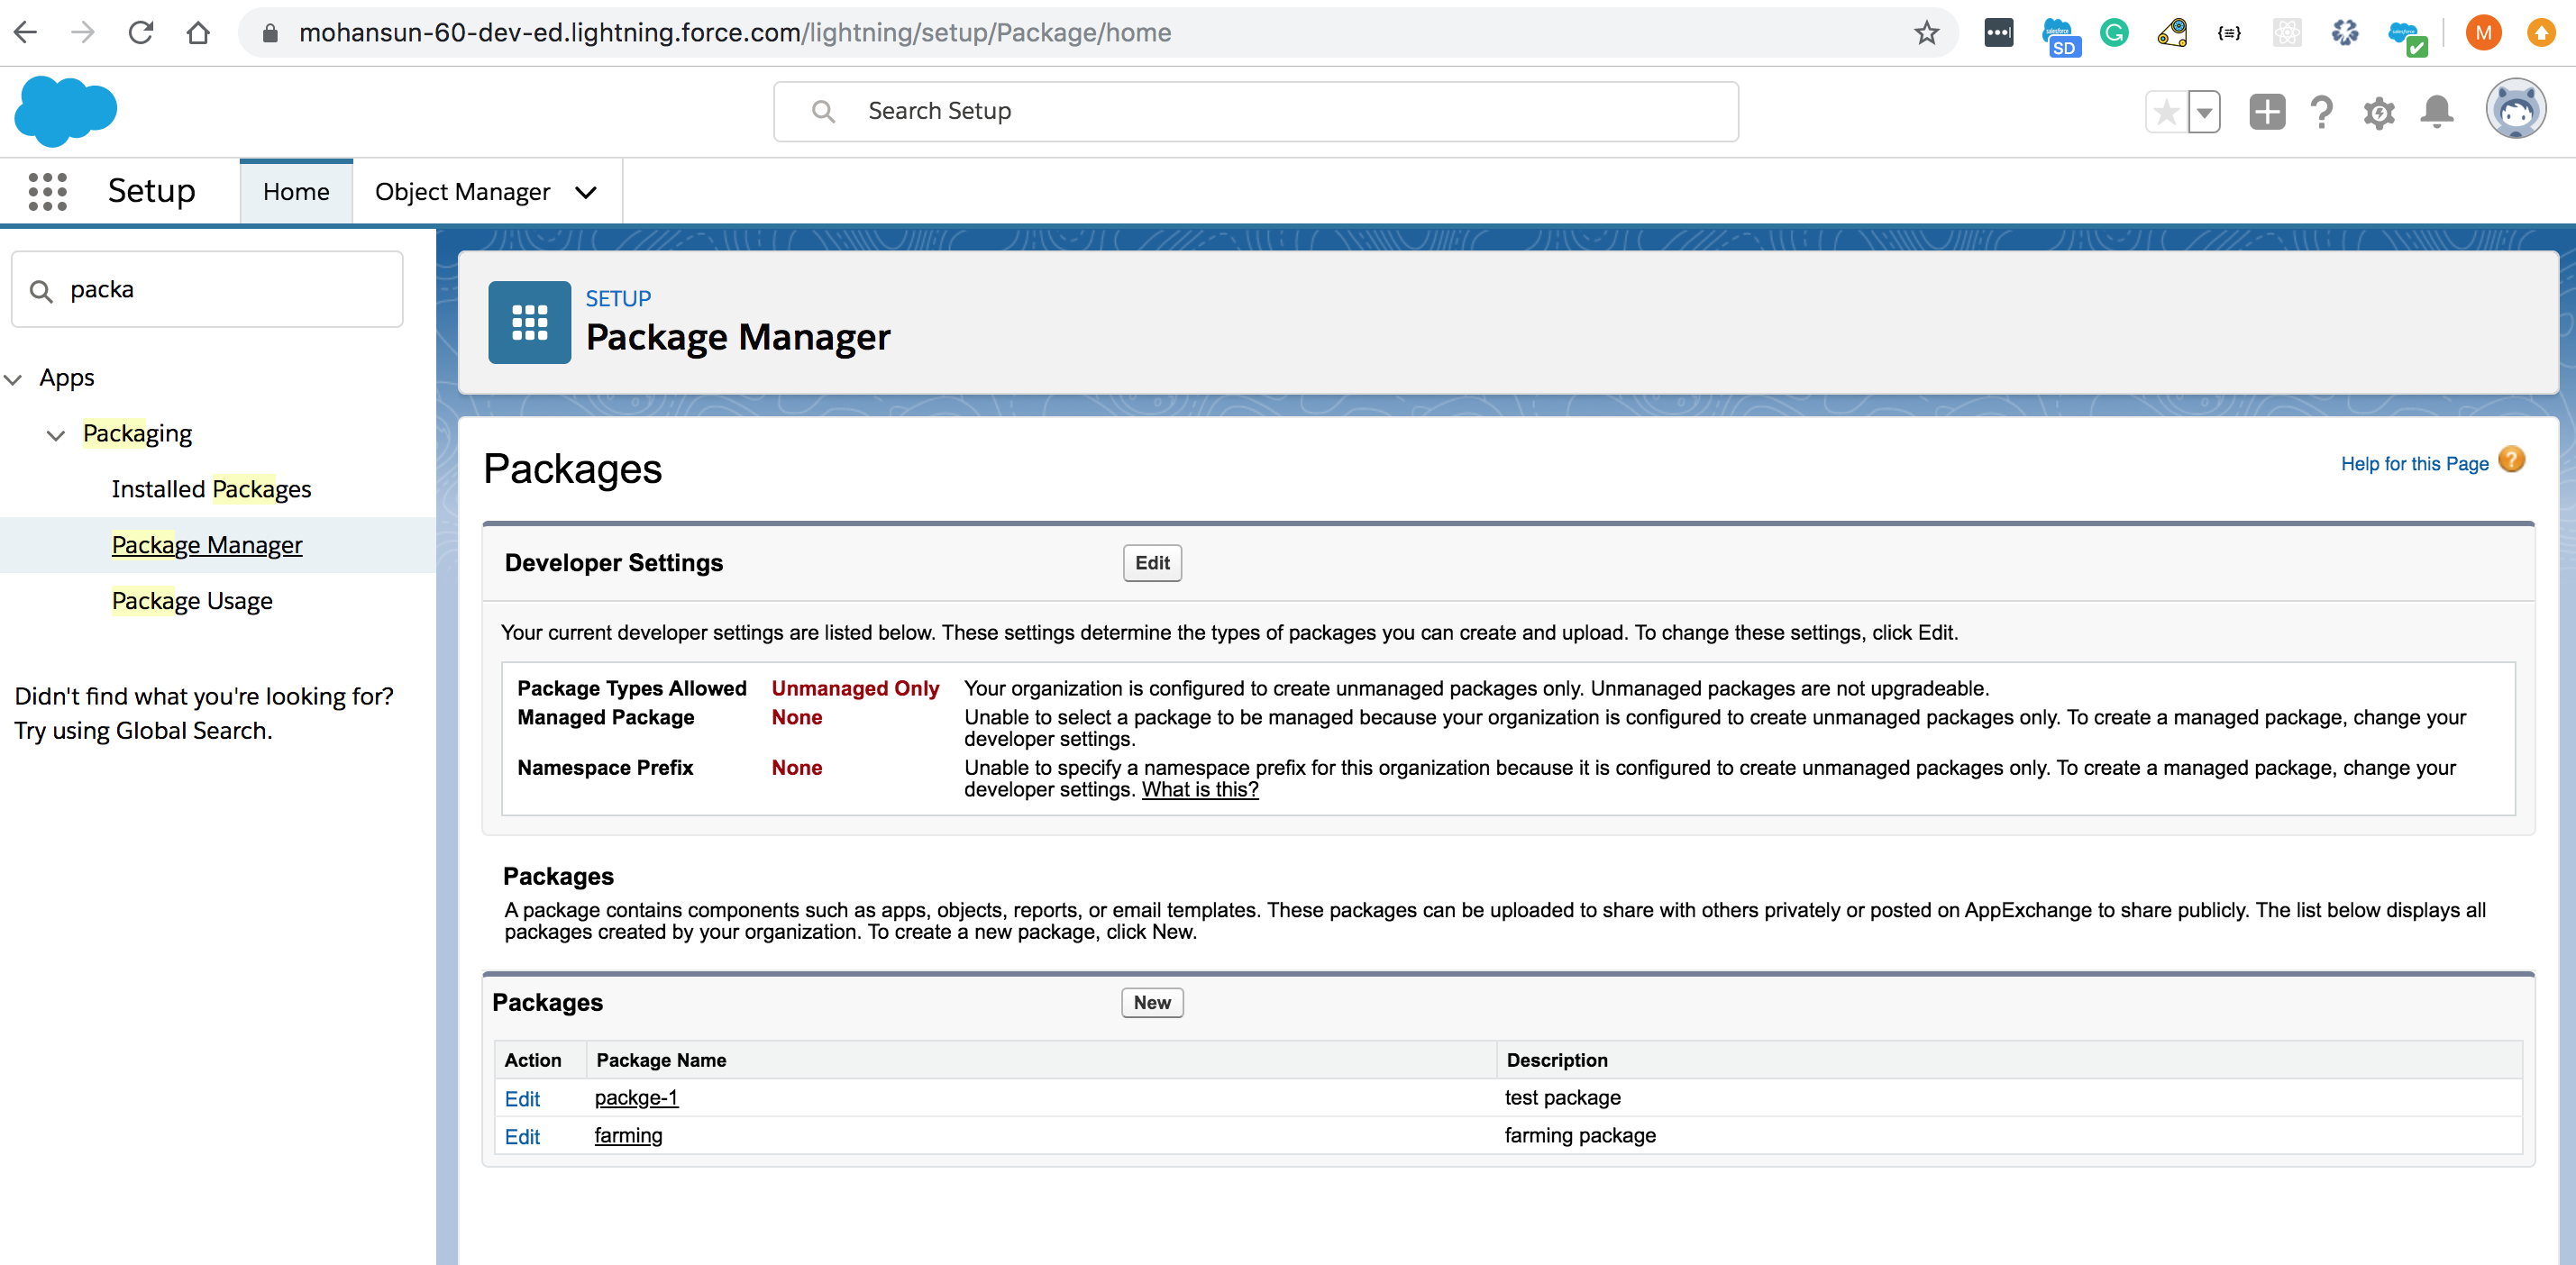 mohansun-60-dev-ed.lightning.force.com/lightning/setup/Package/home
SD
M
Search Setup
Setup
Home
Object Manager
packa
Apps
Packaging
Installed Packages
Package Manager
Package Usage
Didn't find what you're looking for?
Try using Global Search.
SETUP
Package Manager
Packages
Help for this Page
Developer Settings
Edit
Your current developer settings are listed below. These settings determine the types of packages you can create and upload. To change these settings, click Edit.
Package Types Allowed Unmanaged Only Your organization is configured to create unmanaged packages only. Unmanaged packages are not upgradeable.
Managed Package None Unable to select a package to be managed because your organization is configured to create unmanaged packages only. To create a managed package, change your
developer settings.
Namespace Prefix None Unable to specify a namespace prefix for this organization because it is configured to create unmanaged packages only. To create a managed package, change your
developer settings. What is this?
Packages
A package contains components such as apps, objects, reports, or email templates. These packages can be uploaded to share with others privately or posted on AppExchange to share publicly. The list below displays all
packages created by your organization. To create a new package, click New.
Packages
New
Action Package Name Description
Edit packge-1 test package
Edit farming farming package